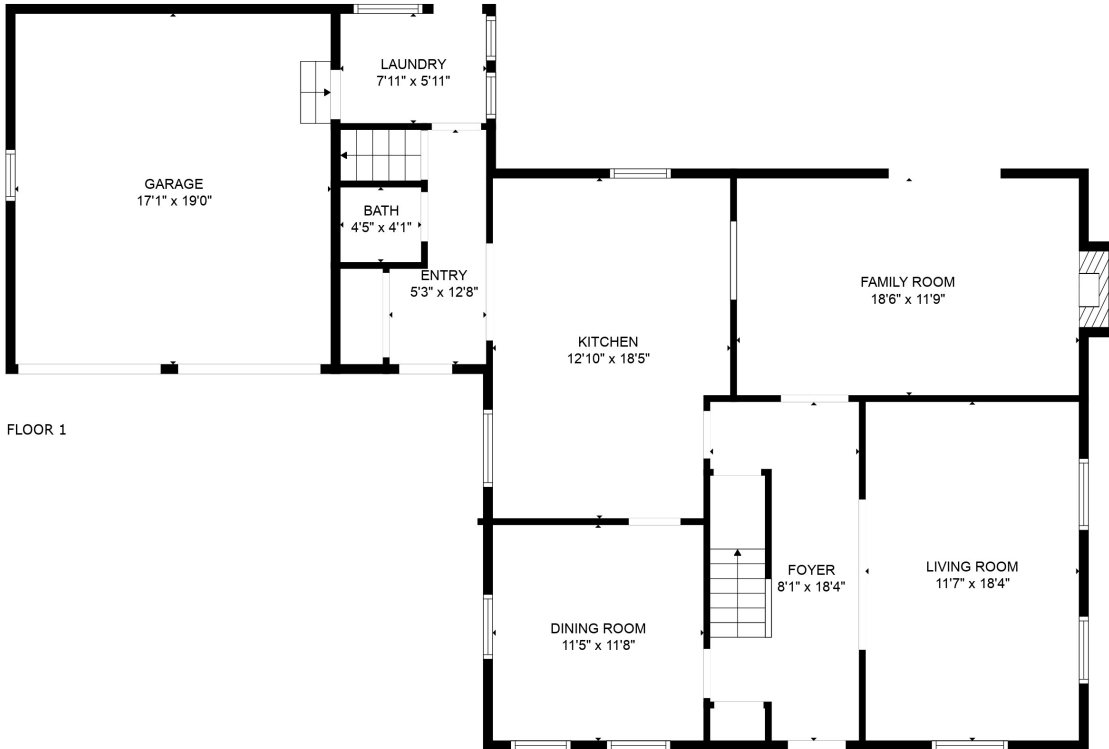 LAUNDRY
7'11" x 5'11"
GARAGE
17'1" x 19'0"
BATH
4'5" x 4'1"
ENTRY
5'3" x 12'8"
FAMILY ROOM
18'6" x 11'9"
KITCHEN
12'10" x 18'5"
FLOOR 1
FOYER
8'1" x 18'4"
LIVING ROOM
11'7" x 18'4"
DINING ROOM
11'5" x 11'8"